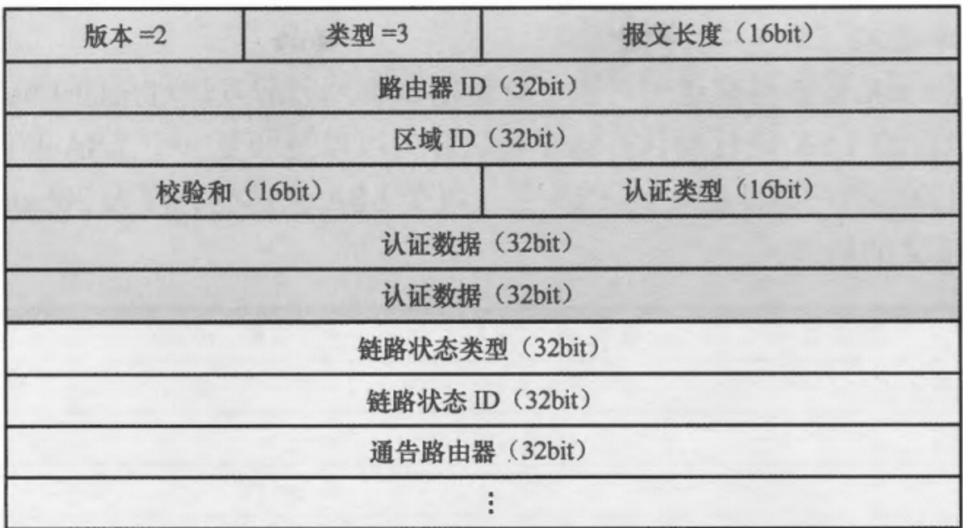 版本 =2 类型 =3 报文长度（16bit）
路由器 ID（32bit）
区域 ID（32bit）
校验和（16bit） 认证类型（16bit）
认证数据（32bit）
认证数据（32bit）
链路状态类型（32bit）
链路状态 ID（32bit）
通告路由器（32bit）
⋮